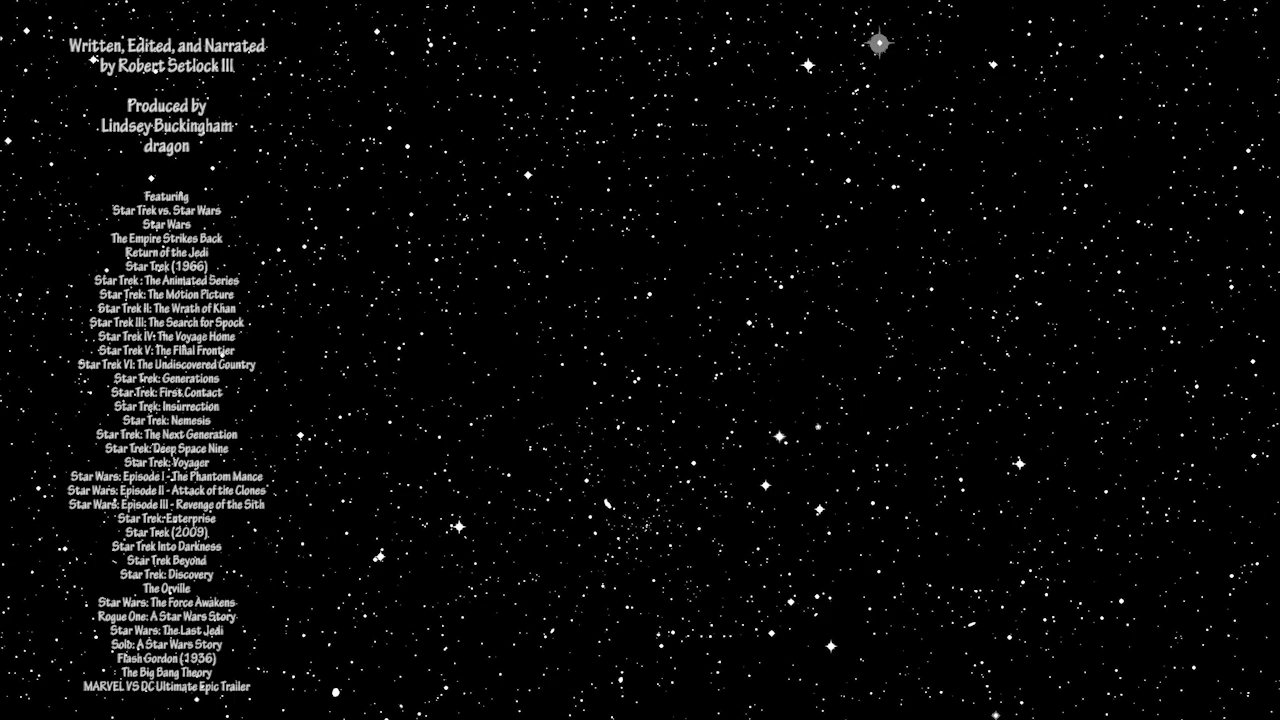 Written, Edited, and Narrated
by Robert Setlock III
Produced by
Lindsey Buckingham
dragon
Featuring
Star Trek vs. Star Wars
Star Wars
The Empire Strikes Back
Return of the Jedi
Star Trek (1966)
Star Trek: The Animated Series
Star Trek: The Motion Picture
Star Trek II: The Wrath of Khan
Star Trek III: The Search for Spock
Star Trek IV: The Voyage Home
Star Trek V: The Final Frontier
Star Trek VI: The Undiscovered Country
Star Trek: Generations
Star Trek: First Contact
Star Trek: Insurrection
Star Trek: Nemesis
Star Trek: The Next Generation
Star Trek: Deep Space Nine
Star Trek: Voyager
Star Wars: Episode I - The Phantom Mance
Star Wars: Episode II - Attack of the Clones
Star Wars: Episode III - Revenge of the Sith
Star Trek: Enterprise
Star Trek (2009)
Star Trek Into Darkness
Star Trek Beyond
Star Trek: Discovery
The Orville
Star Wars: The Force Awakens
Rogue One: A Star Wars Story
Star Wars: The Last Jedi
Solo: A Star Wars Story
Flash Gordon (1936)
The Big Bang Theory
MARVEL VS DC Ultimate Epic Trailer